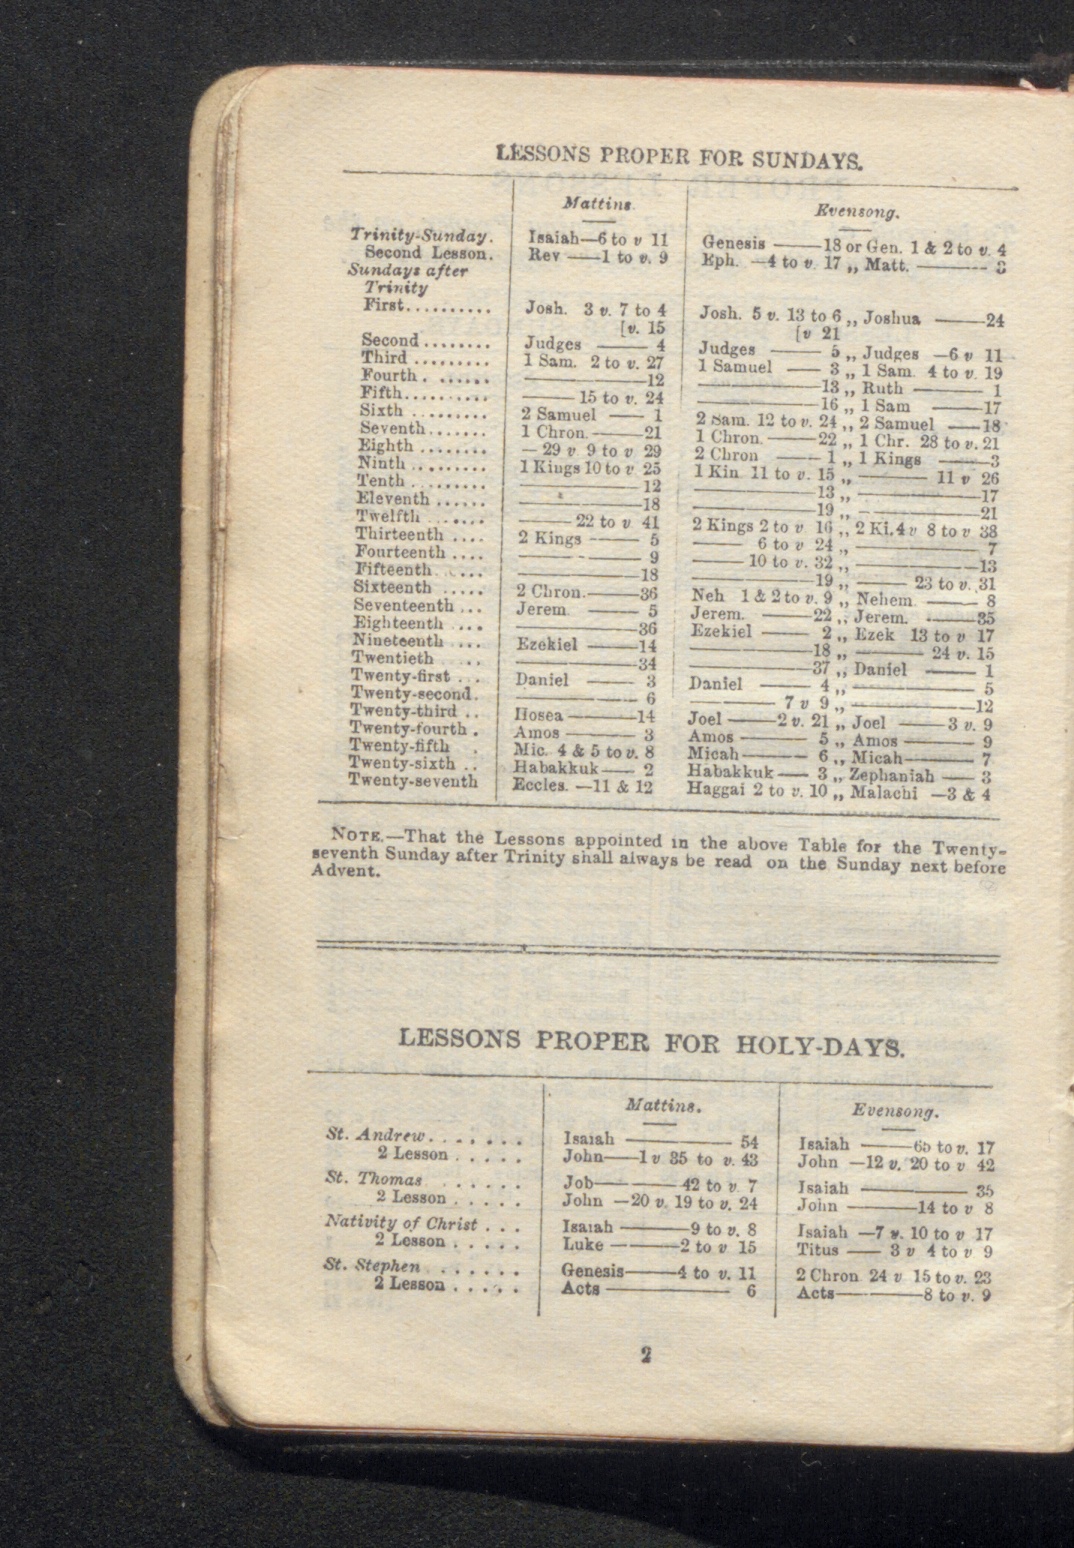 LESSONS PROPER FOR SUNDAYS.
Mattins. Evensong.
Trinity-Sunday. Isaiah—6 to v 11 Genesis ——18 or Gen. 1 & 2 to v. 4
Second Lesson. Rev ——1 to v. 9 Eph. —4 to v. 17 ,, Matt. ——— 3
Sundays after
Trinity
First.......... Josh. 3 v. 7 to 4 Josh. 5 v. 13 to 6 ,, Joshua ——24
[v. 15 [v 21
Second ........ Judges —— 4 Judges —— 5 ,, Judges —6 v 11
Third ......... 1 Sam. 2 to v. 27 1 Samuel —— 3 ,, 1 Sam. 4 to v. 19
Fourth . ...... ————12 ————13 ,, Ruth ——— 1
Fifth.......... —— 15 to v. 24 ————16 ,, 1 Sam ——17
Sixth ......... 2 Samuel —— 1 2 Sam. 12 to v. 24 ,, 2 Samuel ——18
Seventh....... 1 Chron. ——21 1 Chron. ——22 ,, 1 Chr. 28 to v. 21
Eighth ........ — 29 v 9 to v 29 2 Chron —— 1 ,, 1 Kings ——3
Ninth ......... 1 Kings 10 to v 25 1 Kin. 11 to v. 15 ,, ——— 11 v 26
Tenth ......... ————12 ————13 ,, ————17
Eleventh ...... ————18 ————19 ,, ————21
Twelfth ...... —— 22 to v 41 2 Kings 2 to v 16 ,, 2 Ki. 4 v 8 to v 38
Thirteenth .... 2 Kings —— 5 —— 6 to v 24 ,, ———— 7
Fourteenth .... ———— 9 —— 10 to v. 32 ,, ————13
Fifteenth ..... ————18 ————19 ,, —— 23 to v. 31
Sixteenth ..... 2 Chron.——36 Neh 1 & 2 to v. 9 ,, Nehem —— 8
Seventeenth ... Jerem. —— 5 Jerem. ——22 ,, Jerem. ——35
Eighteenth ... ————36 Ezekiel —— 2 ,, Ezek 13 to v 17
Nineteenth ... Ezekiel ——14 ————18 ,, —— 24 v. 15
Twentieth .. ————34 ————37 ,, Daniel —— 1
Twenty-first ... Daniel —— 3 Daniel —— 4 ,, ———— 5
Twenty-second. ———— 6 ——— 7 v 9 ,, ————12
Twenty-third .. Hosea ——14 Joel ——2 v. 21 ,, Joel ——3 v. 9
Twenty-fourth . Amos —— 3 Amos ——— 5 ,, Amos ——— 9
Twenty-fifth . Mic. 4 & 5 to v. 8 Micah—— 6 ,, Micah—— 7
Twenty-sixth .. Habakkuk—— 2 Habakkuk— 3 ,, Zephaniah — 3
Twenty-seventh Eccles. —11 & 12 Haggai 2 to v. 10 ,, Malachi —3 & 4
NOTE.—That the Lessons appointed in the above Table for the Twenty-
seventh Sunday after Trinity shall always be read on the Sunday next before
Advent.
LESSONS PROPER FOR HOLY-DAYS.
Mattins. Evensong.
St. Andrew....... Isaiah ———— 54 Isaiah ——65 to v. 17
2 Lesson ..... John——1 v 35 to v. 43 John —12 v. 20 to v 42
St. Thomas ...... Job———42 to v 7 Isaiah ———— 35
2 Lesson ..... John —20 v. 19 to v. 24 John ———14 to v 8
Nativity of Christ ... Isaiah ——9 to v. 8 Isaiah —7 v. 10 to v 17
2 Lesson ..... Luke ——2 to v 15 Titus —— 3 v 4 to v 9
St. Stephen ...... Genesis——4 to v. 11 2 Chron 24 v 15 to v. 23
2 Lesson ..... Acts ———— 6 Acts———8 to v. 9
2